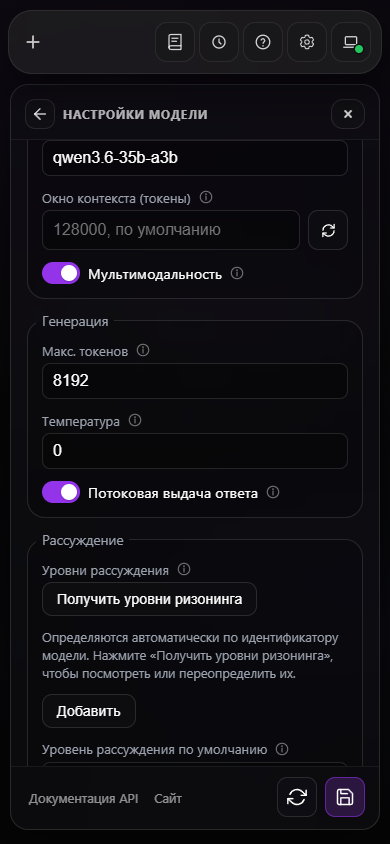 НАСТРОЙКИ МОДЕЛИ
qwen3.6-35b-a3b
Окно контекста (токены)
128000, по умолчанию
Мультимодальность
Генерация
Макс. токенов
8192
Температура
0
Потоковая выдача ответа
Рассуждение
Уровни рассуждения
Получить уровни ризонинга
Определяются автоматически по идентификатору
модели. Нажмите «Получить уровни ризонинга»,
чтобы посмотреть или переопределить их.
Добавить
Уровень рассуждения по умолчанию
Документация API Сайт